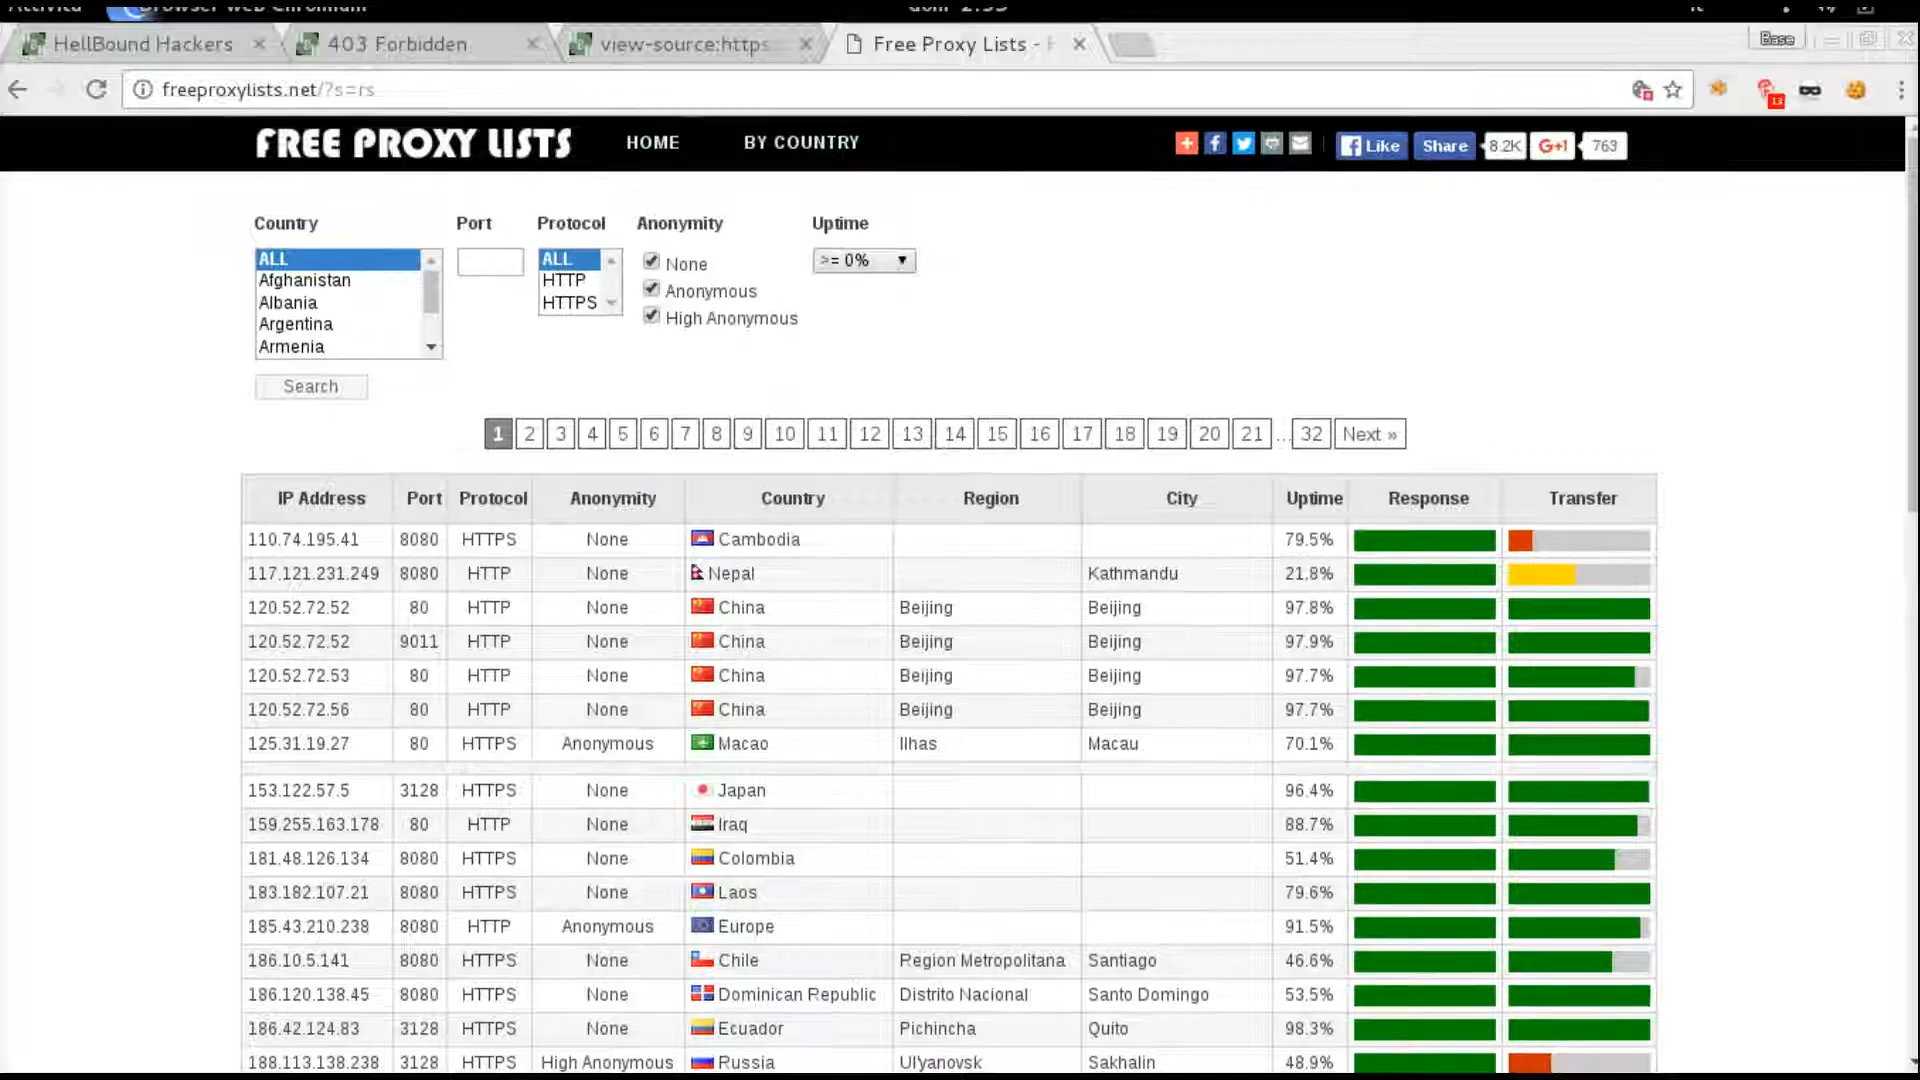 HellBound Hackers
403 Forbidden
view-source:https
Free Proxy Lists -
Base
freeproxylists.net/?s=rs
13
FREE PROXY LISTS HOME BY COUNTRY
Like Share 8.2K G+1 763
Country Port Protocol Anonymity Uptime
ALL ALL None >= 0%
Afghanistan HTTP Anonymous
Albania HTTPS High Anonymous
Argentina
Armenia
Search
1 2 3 4 5 6 7 8 9 10 11 12 13 14 15 16 17 18 19 20 21 ... 32 Next »
IP Address Port Protocol Anonymity Country Region City Uptime Response Transfer
110.74.195.41 8080 HTTPS None Cambodia 79.5%
117.121.231.249 8080 HTTP None Nepal Kathmandu 21.8%
120.52.72.52 80 HTTP None China Beijing Beijing 97.8%
120.52.72.52 9011 HTTP None China Beijing Beijing 97.9%
120.52.72.53 80 HTTP None China Beijing Beijing 97.7%
120.52.72.56 80 HTTP None China Beijing Beijing 97.7%
125.31.19.27 80 HTTPS Anonymous Macao Ilhas Macau 70.1%
153.122.57.5 3128 HTTPS None Japan 96.4%
159.255.163.178 80 HTTP None Iraq 88.7%
181.48.126.134 8080 HTTPS None Colombia 51.4%
183.182.107.21 8080 HTTPS None Laos 79.6%
185.43.210.238 8080 HTTP Anonymous Europe 91.5%
186.10.5.141 8080 HTTPS None Chile Region Metropolitana Santiago 46.6%
186.120.138.45 8080 HTTPS None Dominican Republic Distrito Nacional Santo Domingo 53.5%
186.42.124.83 3128 HTTPS None Ecuador Pichincha Quito 98.3%
188.113.138.238 3128 HTTPS High Anonymous Russia Ul'yanovsk Sakhalin 48.9%